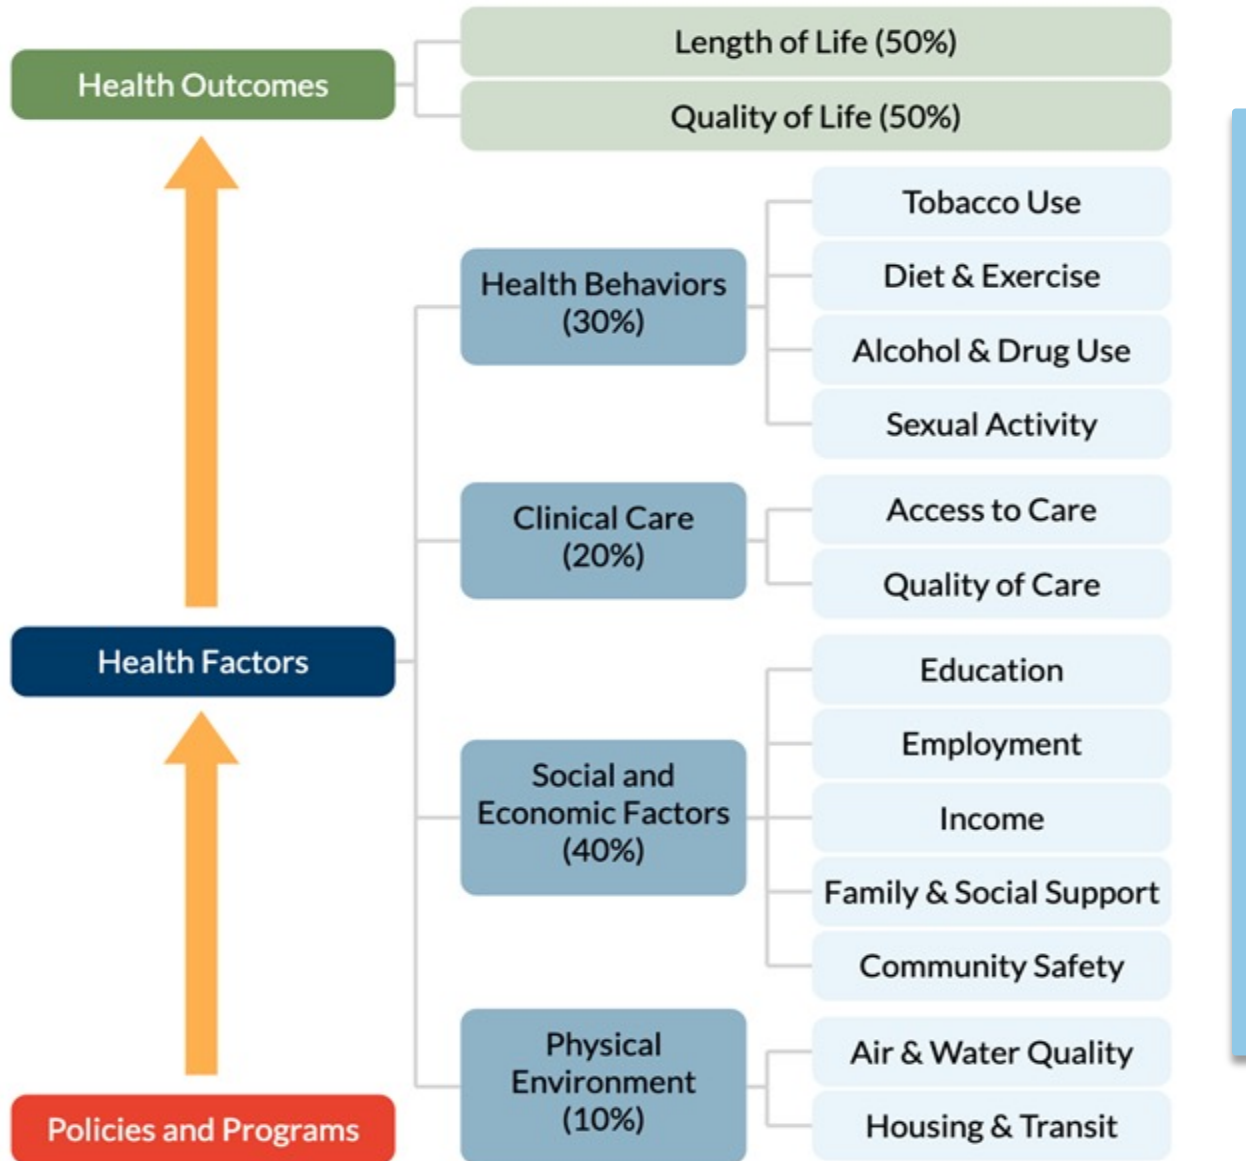 Health Outcomes
Length of Life (50%)
Quality of Life (50%)
Health Factors
Health Behaviors
(30%)
Tobacco Use
Diet & Exercise
Alcohol & Drug Use
Sexual Activity
Clinical Care
(20%)
Access to Care
Quality of Care
Social and
Economic Factors
(40%)
Education
Employment
Income
Family & Social Support
Community Safety
Physical
Environment
(10%)
Air & Water Quality
Housing & Transit
Policies and Programs